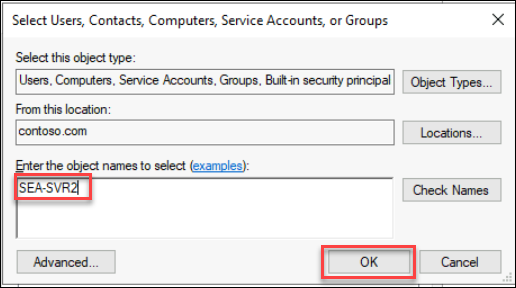 Select Users, Contacts, Computers, Service Accounts, or Groups
Select this object type:
Users, Computers, Service Accounts, Groups, Built-in security principal
Object Types...
From this location:
contoso.com
Locations...
Enter the object names to select (examples):
SEA-SVR2
Check Names
Advanced...
OK
Cancel